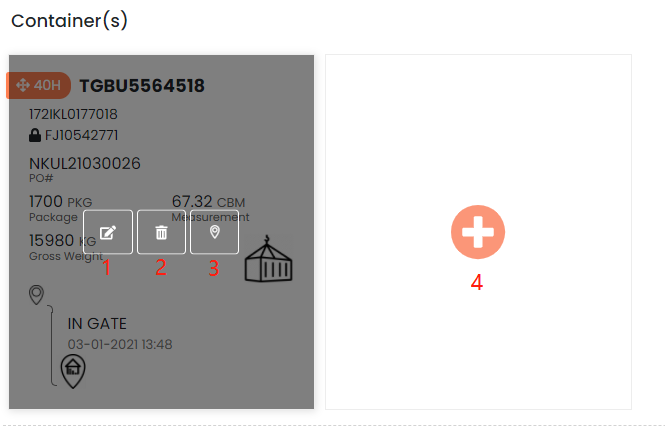 Container(s)
40H TGBU5564518
172IKL0177018
FJ10542771
NKUL21030026
PO#
1700 PKG 67.32 CBM
Package Measurement
15980 KG
Gross Weight
1 2 3
4
IN GATE
03-01-2021 13:48